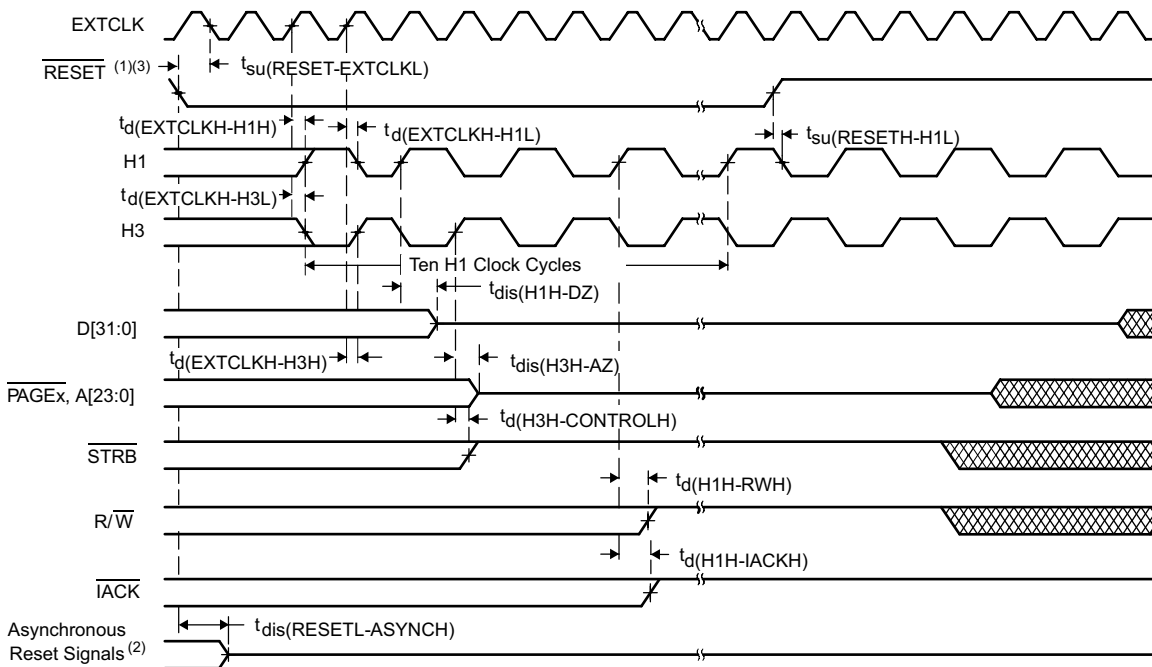 EXTCLK
RESET (1)(3)
tsu(RESET-EXTCLKL)
td(EXTCLKH-H1H)
td(EXTCLKH-H1L)
tsu(RESETH-H1L)
H1
td(EXTCLKH-H3L)
H3
Ten H1 Clock Cycles
tdis(H1H-DZ)
D[31:0]
td(EXTCLKH-H3H)
tdis(H3H-AZ)
PAGEx, A[23:0]
td(H3H-CONTROLH)
STRB
td(H1H-RWH)
R/W
td(H1H-IACKH)
IACK
tdis(RESETL-ASYNCH)
Asynchronous
Reset Signals (2)